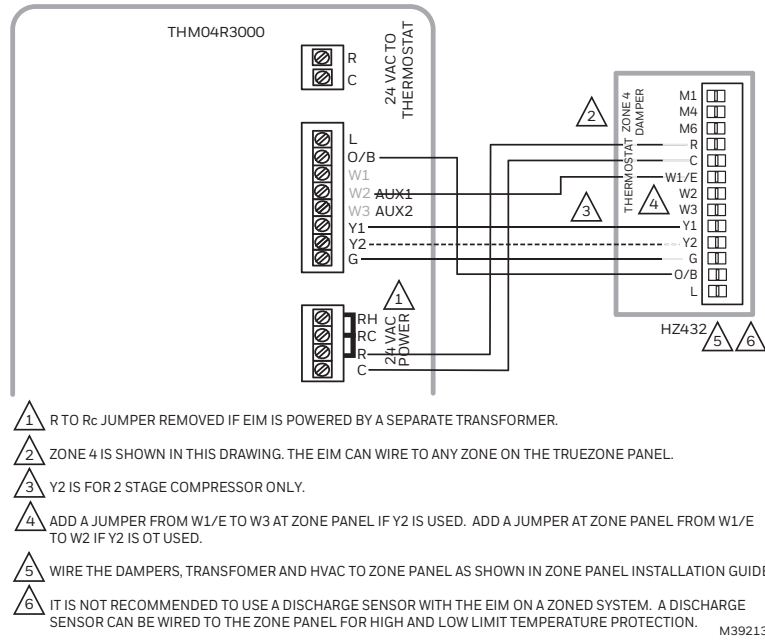 THM04R3000
24 VAC TO
THERMOSTAT
R
C
L
O/B
W1
W2 AUX1
W3 AUX2
Y1
Y2
G
1
RH
RC
R
C
24 VAC
POWER
2
ZONE 4
DAMPER
THERMOSTAT
3
4
M1
M4
M6
R
C
W1/E
W2
W3
Y1
Y2
G
O/B
L
HZ432
5
6
1 R TO Rc JUMPER REMOVED IF EIM IS POWERED BY A SEPARATE TRANSFORMER.
2 ZONE 4 IS SHOWN IN THIS DRAWING. THE EIM CAN WIRE TO ANY ZONE ON THE TRUEZONE PANEL.
3 Y2 IS FOR 2 STAGE COMPRESSOR ONLY.
4 ADD A JUMPER FROM W1/E TO W3 AT ZONE PANEL IF Y2 IS USED. ADD A JUMPER AT ZONE PANEL FROM W1/E
TO W2 IF Y2 IS OT USED.
5 WIRE THE DAMPERS, TRANSFOMER AND HVAC TO ZONE PANEL AS SHOWN IN ZONE PANEL INSTALLATION GUIDE
6 IT IS NOT RECOMMENDED TO USE A DISCHARGE SENSOR WITH THE EIM ON A ZONED SYSTEM. A DISCHARGE
SENSOR CAN BE WIRED TO THE ZONE PANEL FOR HIGH AND LOW LIMIT TEMPERATURE PROTECTION.
M39213